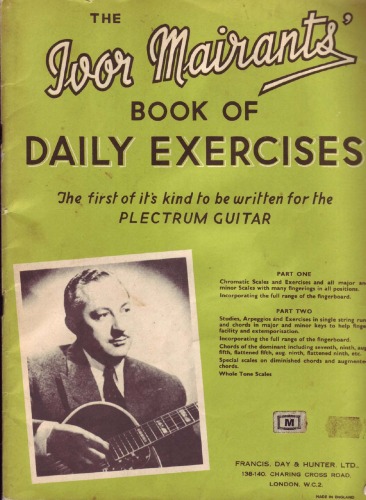 THE
Ivor Mairants'
BOOK OF
DAILY EXERCISES
The first of it's kind to be written for the
PLECTRUM GUITAR
PART ONE
Chromatic Scales and Exercises and all major and
minor Scales with many fingerings in all positions.
Incorporating the full range of the fingerboard.
PART TWO
Studies, Arpeggios and Exercises in single string run
and chords in major and minor keys to help finge
facility and extemporisation.
Incorporating the full range of the fingerboard.
Chords of the dominant including seventh, ninth, aug
fifth, flattened fifth, aug. ninth, flattened ninth, etc.
Special scales on diminished chords and augmente
chords.
Whole Tone Scales
M
FRANCIS, DAY & HUNTER, LTD.,
138-140, CHARING CROSS ROAD,
LONDON, W.C.2.
MADE IN ENGLAND